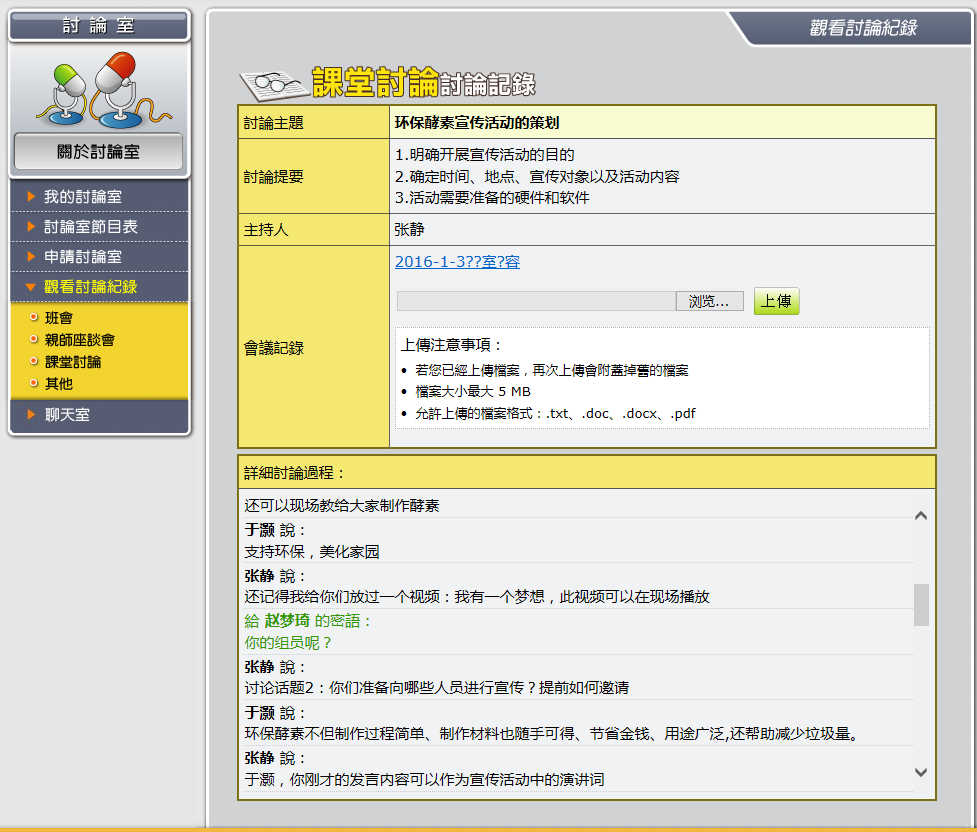 討論室
關於討論室
我的討論室
討論室節目表
申請討論室
觀看討論紀錄
班會
親師座談會
課堂討論
其他
聊天室
觀看討論紀錄
課堂討論討論記錄
討論主題
环保酵素宣传活动的策划
討論提要
1.明确开展宣传活动的目的
2.确定时间、地点、宣传对象以及活动内容
3.活动需要准备的硬件和软件
主持人
张静
會議記錄
2016-1-3??室?容
浏览...
上傳
上傳注意事項：
若您已經上傳檔案，再次上傳會附蓋掉舊的檔案
檔案大小最大 5 MB
允許上傳的檔案格式：.txt、.doc、.docx、.pdf
詳細討論過程：
还可以现场教给大家制作酵素
于灏 說：
支持环保，美化家园
张静 說：
还记得我给你们放过一个视频：我有一个梦想，此视频可以在现场播放
給 赵梦琦 的密語：
你的组员呢？
张静 說：
讨论话题2：你们准备向哪些人员进行宣传？提前如何邀请
于灏 說：
环保酵素不但制作过程简单、制作材料也随手可得、节省金钱、用途广泛,还帮助减少垃圾量。
张静 說：
于灏，你刚才的发言内容可以作为宣传活动中的演讲词